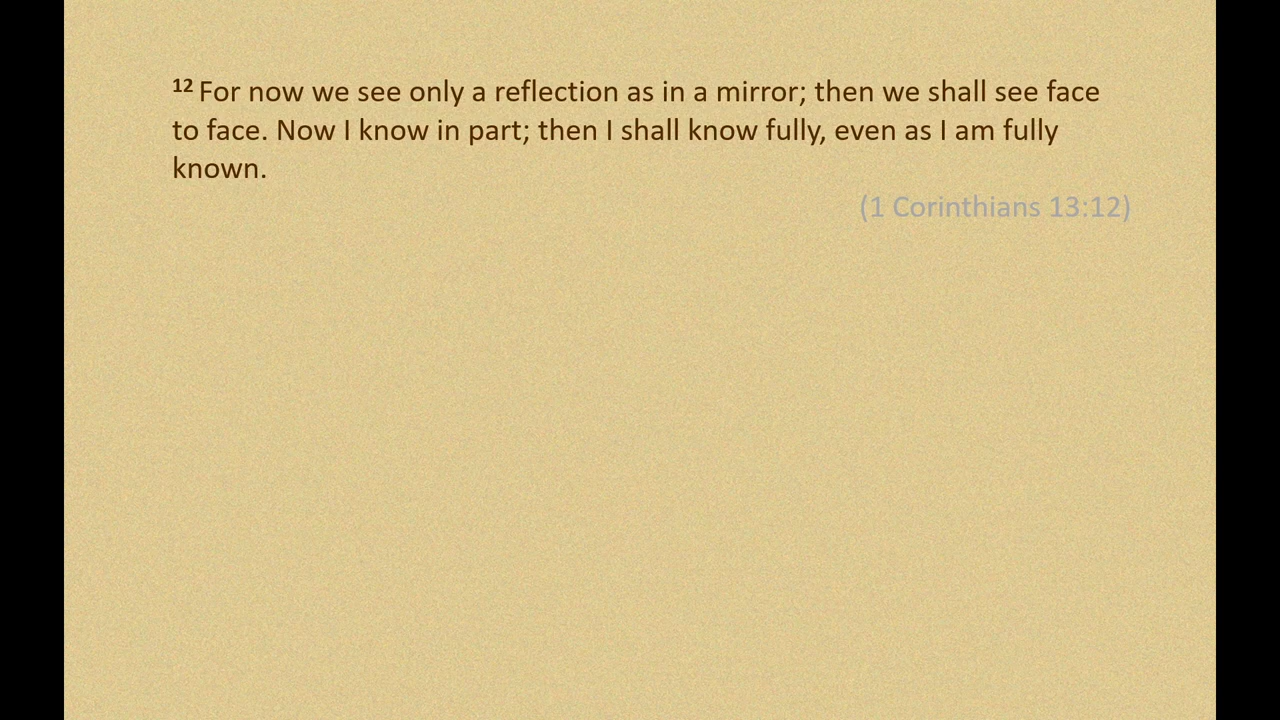 12 For now we see only a reflection as in a mirror; then we shall see face
to face. Now I know in part; then I shall know fully, even as I am fully
known.
(1 Corinthians 13:12)